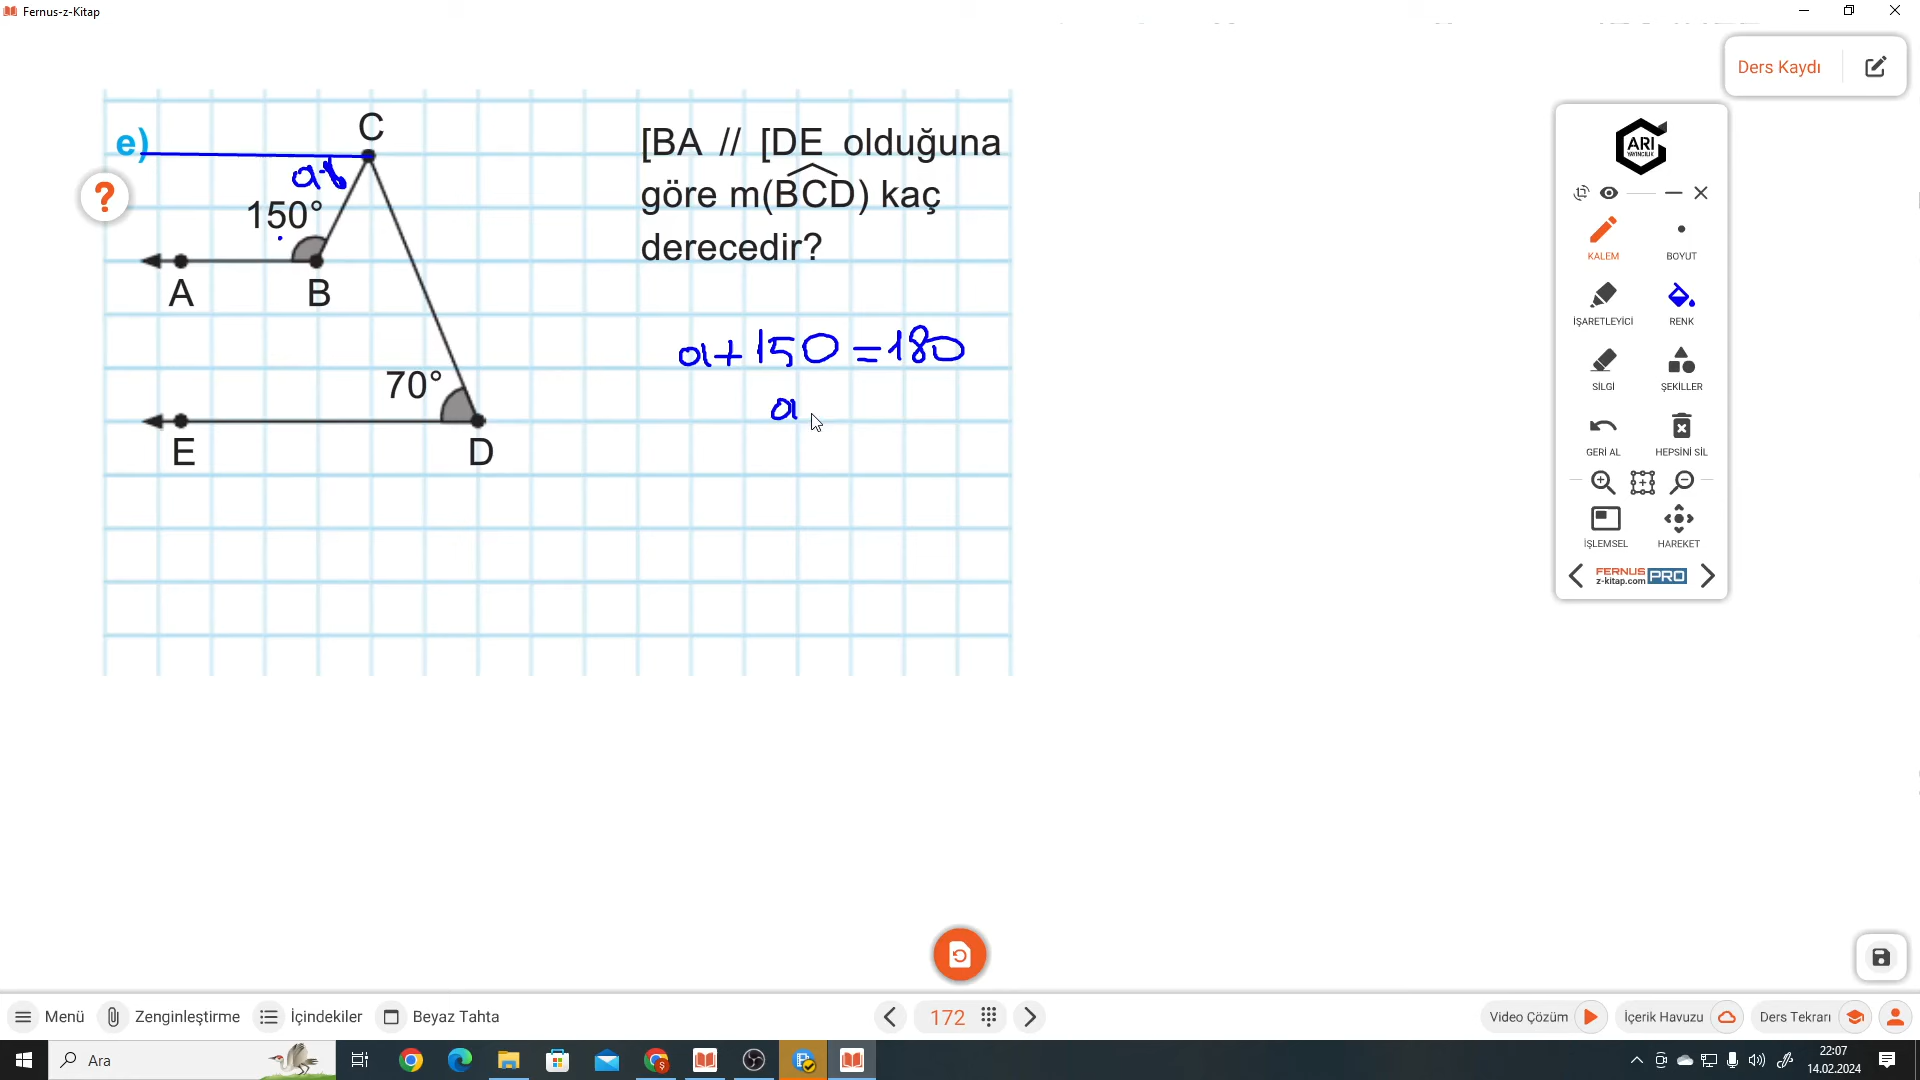 Fernus-z-Kitap
Ders Kaydı
e)
C
150°
A
B
70°
E
D
[BA // [DE olduğuna
göre m(BCD) kaç
derecedir?
a+150=180
a
ARI
YAYINCILIK
KALEM
BOYUT
İŞARETLEYİCİ
RENK
SİLGİ
ŞEKİLLER
GERİ AL
HEPSİNİ SİL
İŞLEMSEL
HAREKET
FERNUS
z-kitap.com
PRO
Menü
Zenginleştirme
İçindekiler
Beyaz Tahta
172
Video Çözüm
İçerik Havuzu
Ders Tekrarı
Ara
22:07
14.02.2024